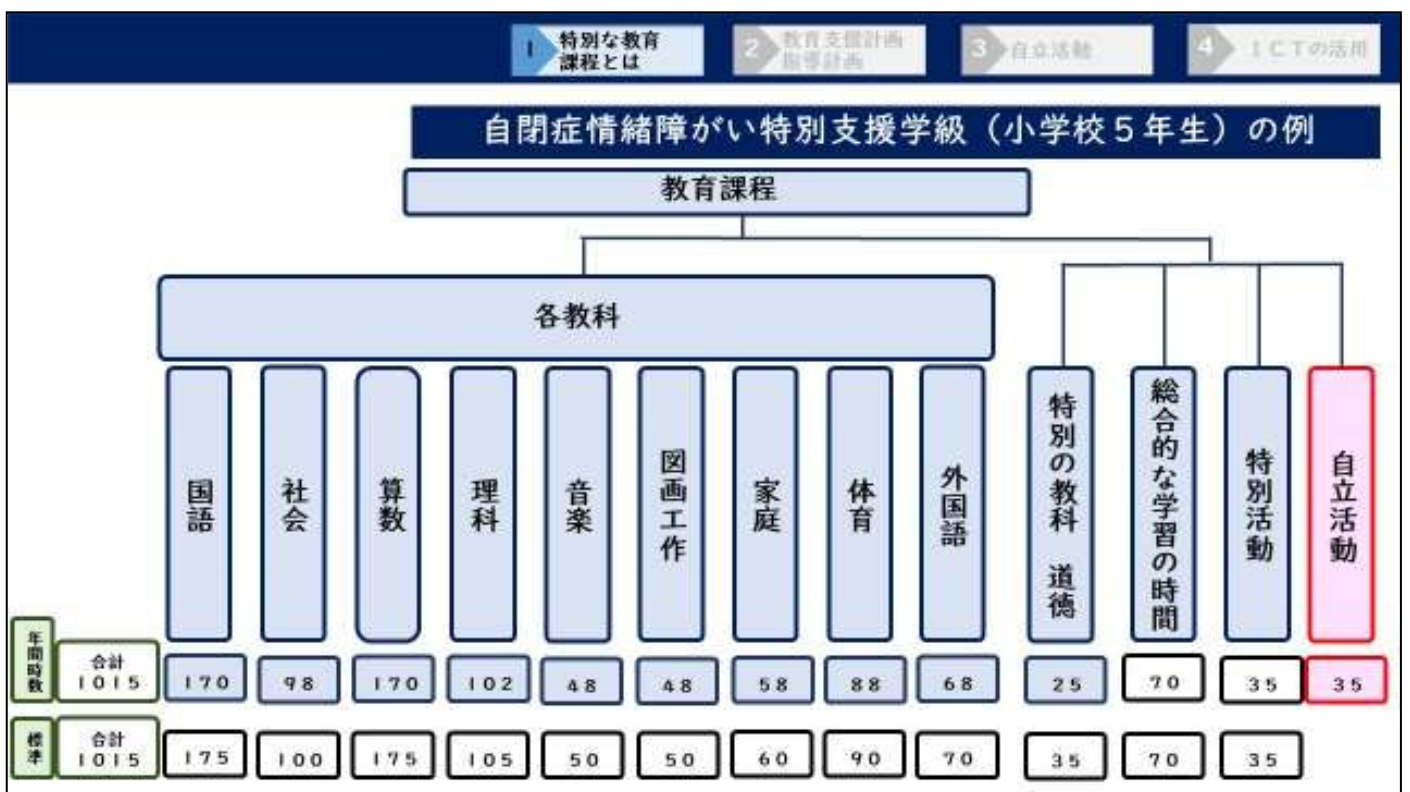 1
特別な教育
課程とは
2
教育支援計画
指導計画
3
自立活動
4
ICTの活用
自閉症情緒障がい特別支援学級（小学校５年生）の例
教育課程
各教科
国語
社会
算数
理科
音楽
図画工作
家庭
体育
外国語
特別の教科　道徳
総合的な学習の時間
特別活動
自立活動
年間時数
合計
1015
170
98
170
102
48
48
58
88
68
25
70
35
35
標準
合計
1015
175
100
175
105
50
50
60
90
70
35
70
35